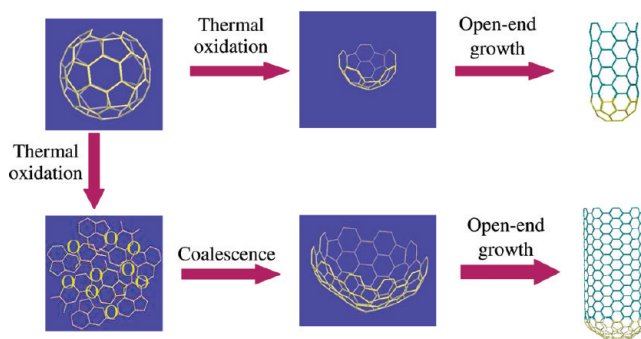 Thermal
oxidation
Open-end
growth
Thermal
oxidation
Coalescence
Open-end
growth
O O O O O O O O O O